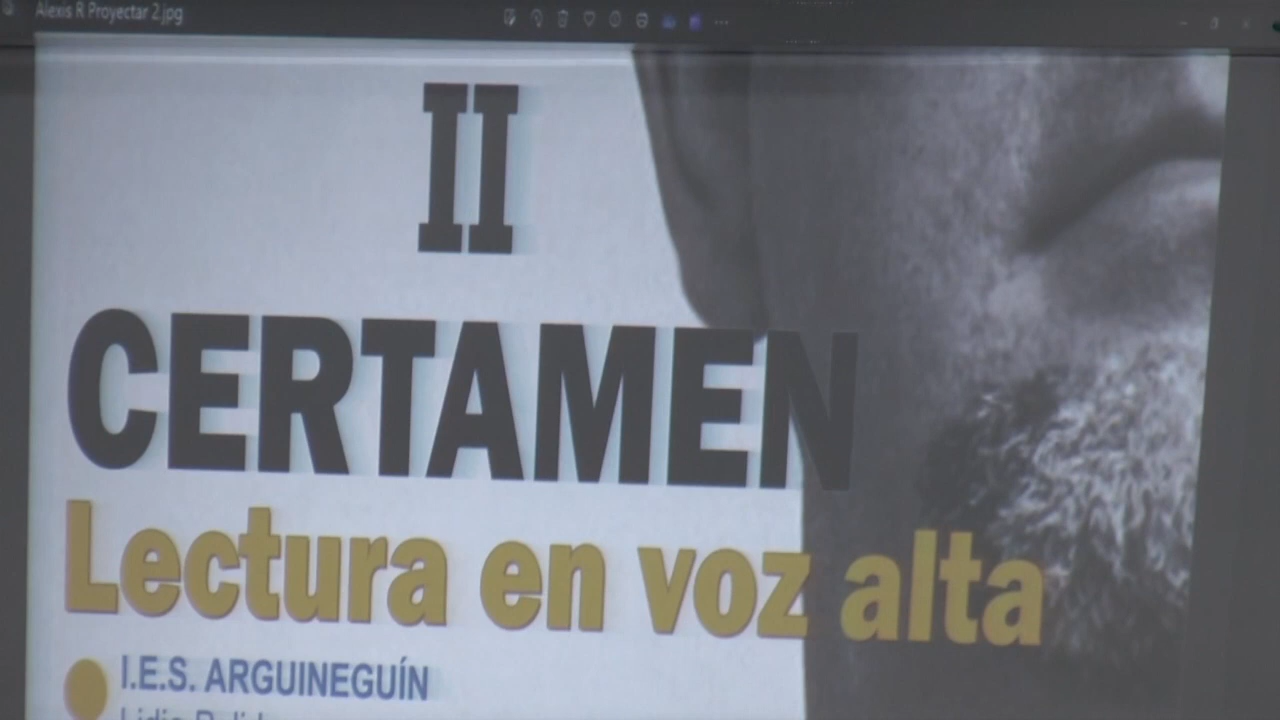 Alexis R Proyectar 2.jpg
II
CERTAMEN
Lectura en voz alta
I.E.S. ARGUINEGUÍN